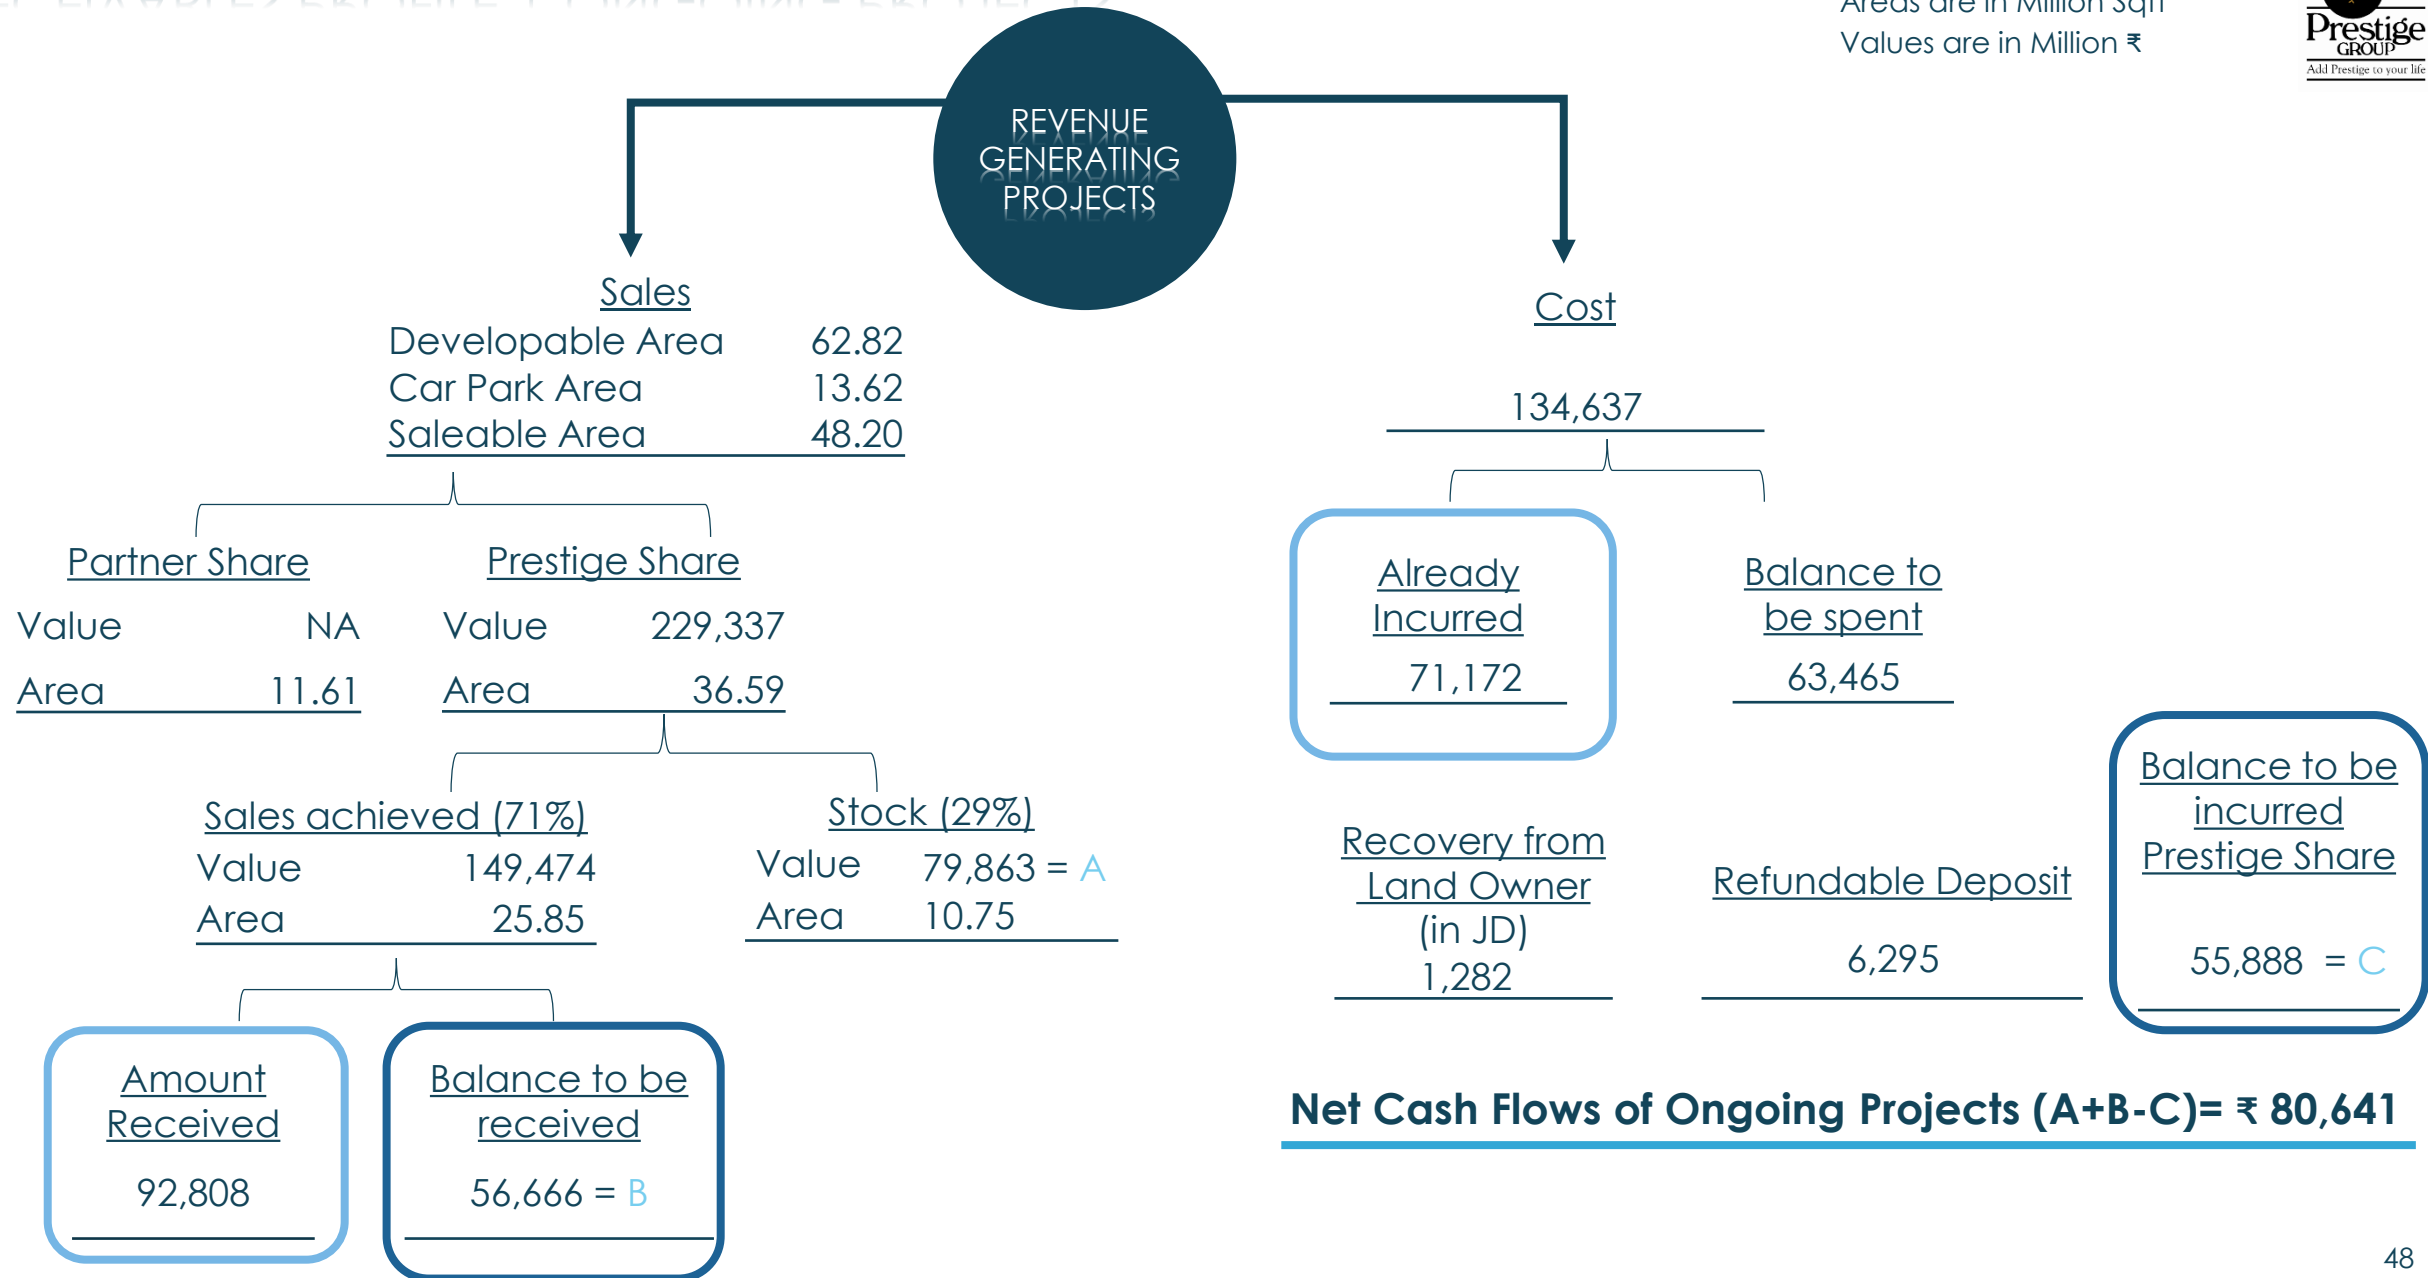 Areas are in Million Sqft
Values are in Million ₹
Prestige
GROUP
Add Prestige to your life
REVENUE
GENERATING
PROJECTS
Sales
Developable Area 62.82
Car Park Area 13.62
Saleable Area 48.20
Partner Share
Value NA
Area 11.61
Prestige Share
Value 229,337
Area 36.59
Sales achieved (71%)
Value 149,474
Area 25.85
Stock (29%)
Value 79,863 = A
Area 10.75
Amount
Received
92,808
Balance to be
received
56,666 = B
Cost
134,637
Already
Incurred
71,172
Balance to
be spent
63,465
Recovery from
Land Owner
(in JD)
1,282
Refundable Deposit
6,295
Balance to be
incurred
Prestige Share
55,888 = C
Net Cash Flows of Ongoing Projects (A+B-C)= ₹ 80,641
48